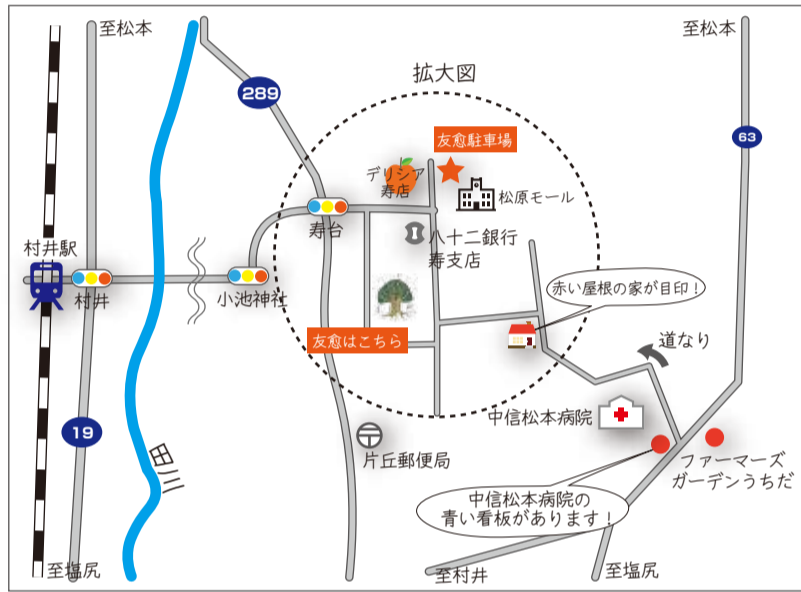 至松本
至松本
拡大図
289
友愈駐車場
63
デリシア
寿店
松原モール
寿台
八十二銀行
寿支店
村井駅
村井
小池神社
赤い屋根の家が目印！
友愈はこちら
道なり
中信松本病院
19
田川
片丘郵便局
ファーマーズ
ガーデンうちだ
中信松本病院の
青い看板があります！
至塩尻
至村井
至塩尻